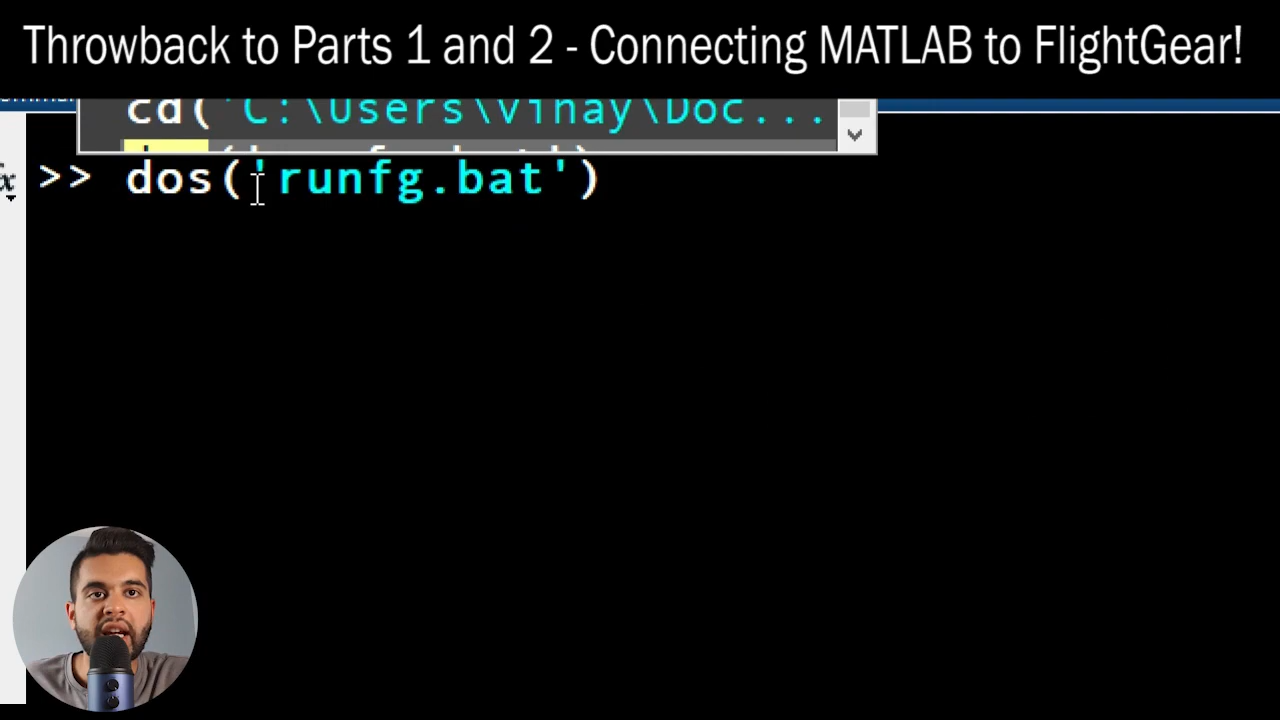 Throwback to Parts 1 and 2 - Connecting MATLAB to FlightGear!
cd('C:\Users\Vinay\Doc...
>> dos('runfg.bat')